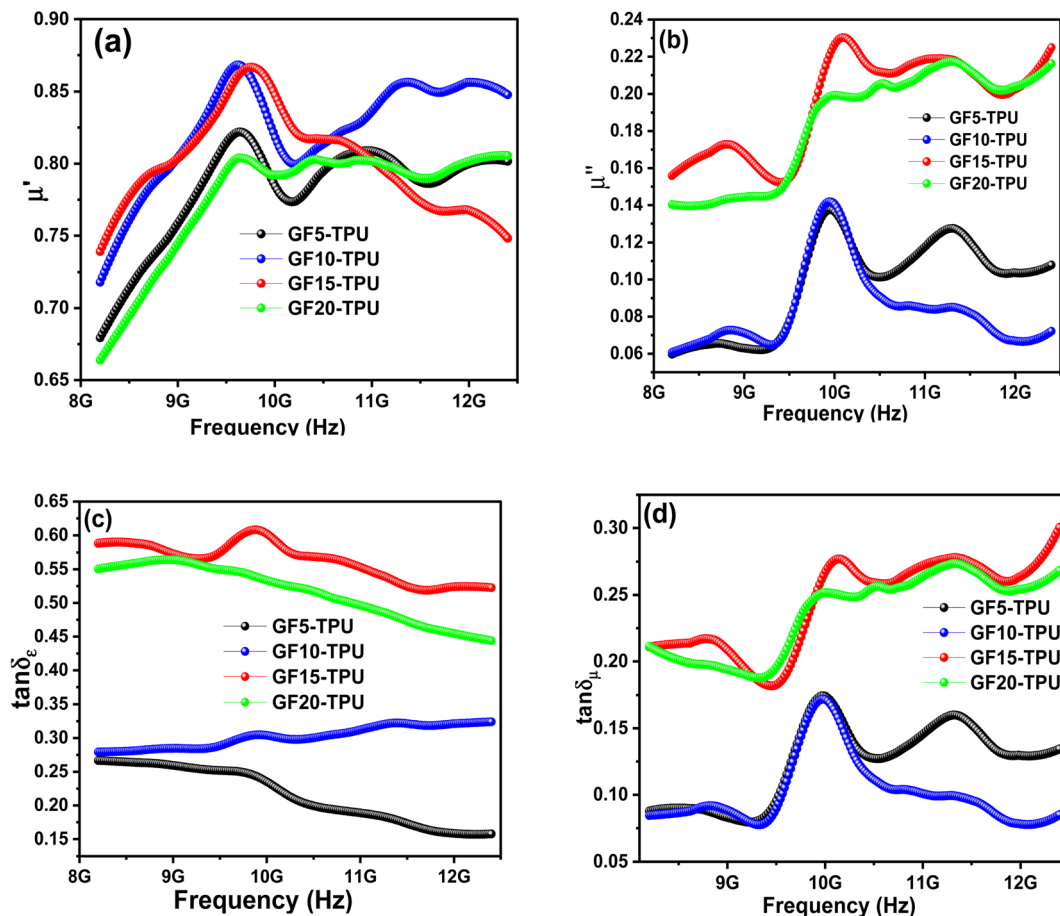 (a)
μ'
0.90
0.85
0.80
0.75
0.70
0.65
GF5-TPU
GF10-TPU
GF15-TPU
GF20-TPU
8G 9G 10G 11G 12G
Frequency (Hz)
(b)
μ''
0.24
0.22
0.20
0.18
0.16
0.14
0.12
0.10
0.08
0.06
GF5-TPU
GF10-TPU
GF15-TPU
GF20-TPU
8G 9G 10G 11G 12G
Frequency (Hz)
(c)
tanδε
0.65
0.60
0.55
0.50
0.45
0.40
0.35
0.30
0.25
0.20
0.15
GF5-TPU
GF10-TPU
GF15-TPU
GF20-TPU
8G 9G 10G 11G 12G
Frequency (Hz)
(d)
tanδμ
0.30
0.25
0.20
0.15
0.10
0.05
GF5-TPU
GF10-TPU
GF15-TPU
GF20-TPU
9G 10G 11G 12G
Frequency (Hz)